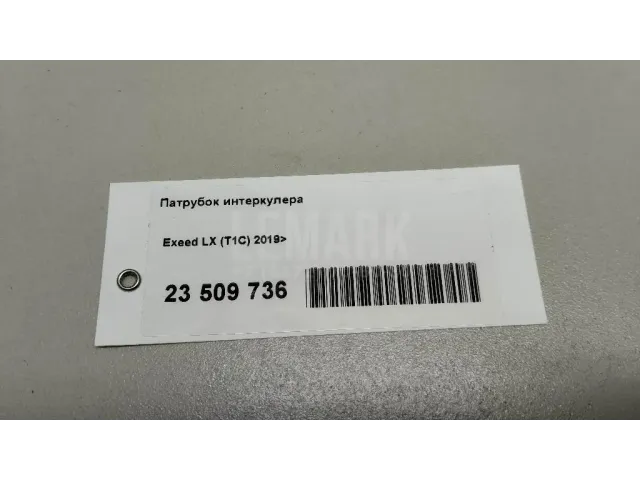 Патрубок интеркулера
Exeed LX (T1C) 2019>
23 509 736